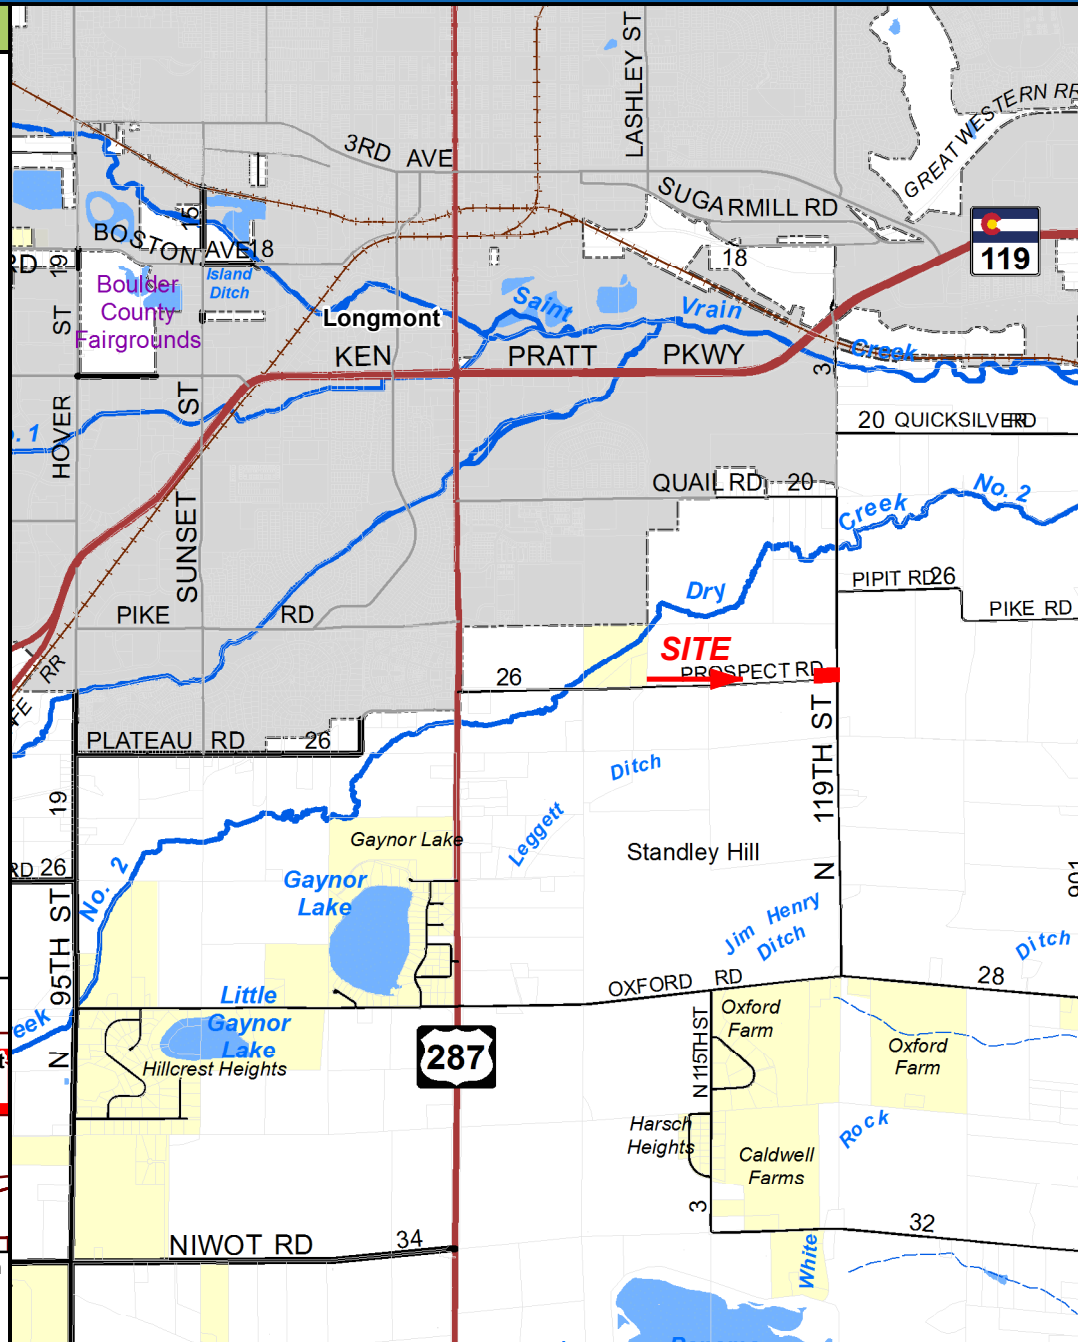 LASHLEY ST
GREAT WESTERN RR
3RD AVE
SUGARMILL RD
15
BOSTON AVE
18
18
119
RD
19
Island
Ditch
Boulder
County
Fairgrounds
ST
Saint
Vrain
Creek
Longmont
KEN PRATT PKWY
3
HOVER
SUNSET ST
20 QUICKSILVER RD
QUAIL RD 20
Creek No. 2
. 1
PIPIT RD 26
PIKE RD
Dry
PIKE RD
SITE
PROSPECT RD
26
RR
FE
PLATEAU RD 26
119TH ST
N
Ditch
Leggett
19
Gaynor Lake
Standley Hill
RD 26
No. 2
Gaynor
Lake
901
Jim Henry
Ditch
Ditch
95TH ST
N
OXFORD RD
28
Little
Gaynor
Lake
eek
Oxford
Farm
N 115TH ST
Oxford
Farm
287
Hillcrest Heights
Rock
Harsch
Heights
Caldwell
Farms
3
32
NIWOT RD 34
White